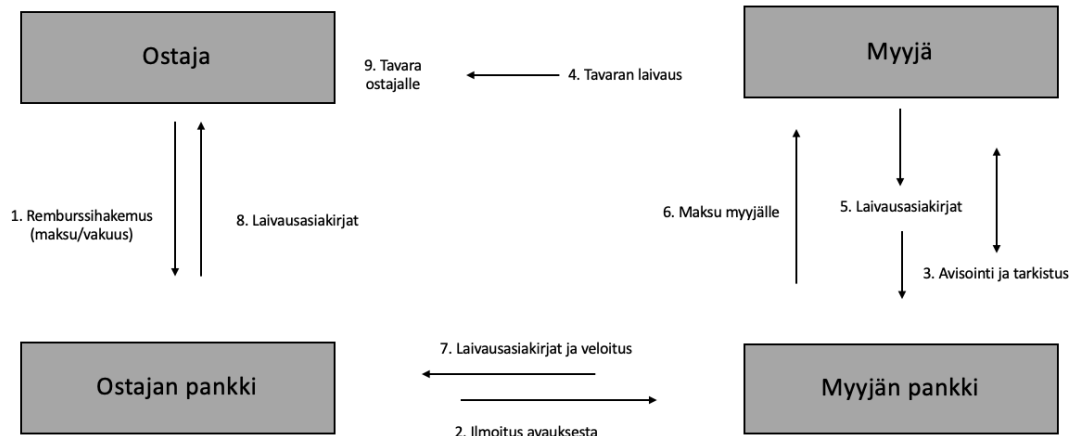 Ostaja
Myyjä
9. Tavara
ostajalle
4. Tavaran laivaus
1. Remburssihakemus
(maksu/vakuus)
8. Laivausasiakirjat
6. Maksu myyjälle
5. Laivausasiakirjat
3. Avisointi ja tarkistus
7. Laivausasiakirjat ja veloitus
Ostajan pankki
Myyjän pankki
2. Ilmoitus avauksesta